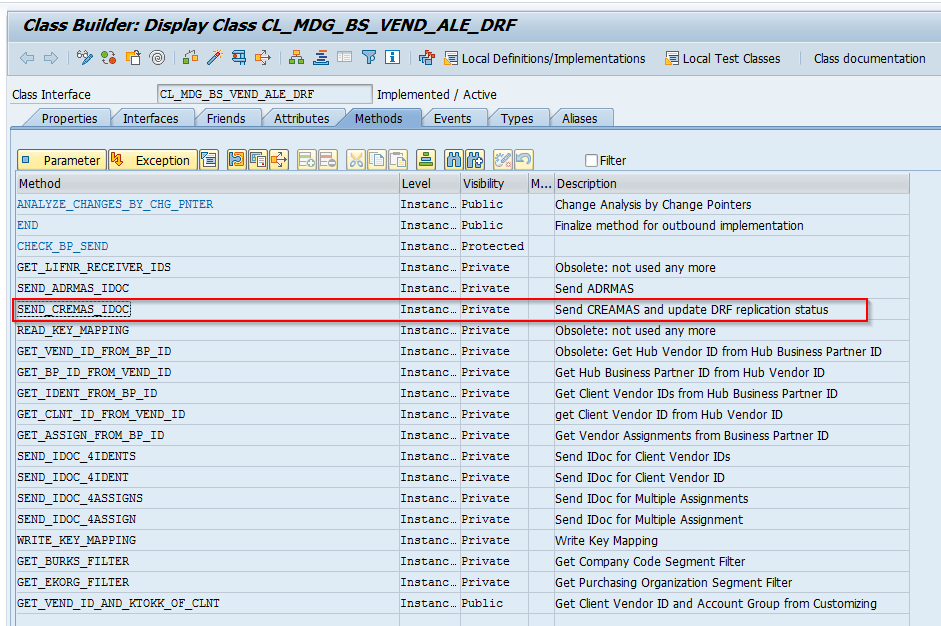 Class Builder: Display Class CL_MDG_BS_VEND_ALE_DRF
Local Definitions/Implementations Local Test Classes Class documentation
Class Interface CL_MDG_BS_VEND_ALE_DRF Implemented / Active
Properties Interfaces Friends Attributes Methods Events Types Aliases
Parameter Exception Filter
Method Level Visibility M... Description
ANALYZE_CHANGES_BY_CHG_PNTER Instanc... Public Change Analysis by Change Pointers
END Instanc... Public Finalize method for outbound implementation
CHECK_BP_SEND Instanc... Protected
GET_LIFNR_RECEIVER_IDS Instanc... Private Obsolete: not used any more
SEND_ADRMAS_IDOC Instanc... Private Send ADRMAS
SEND_CREMAS_IDOC Instanc... Private Send CREAMAS and update DRF replication status
READ_KEY_MAPPING Instanc... Private Obsolete: not used any more
GET_VEND_ID_FROM_BP_ID Instanc... Private Obsolete: Get Hub Vendor ID from Hub Business Partner ID
GET_BP_ID_FROM_VEND_ID Instanc... Private Get Hub Business Partner ID from Hub Vendor ID
GET_IDENT_FROM_BP_ID Instanc... Private Get Client Vendor IDs from Hub Business Partner ID
GET_CLNT_ID_FROM_VEND_ID Instanc... Private get Client Vendor ID from Hub Vendor ID
GET_ASSIGN_FROM_BP_ID Instanc... Private Get Vendor Assignments from Business Partner ID
SEND_IDOC_4IDENTS Instanc... Private Send IDoc for Client Vendor IDs
SEND_IDOC_4IDENT Instanc... Private Send IDoc for Client Vendor ID
SEND_IDOC_4ASSIGNS Instanc... Private Send IDoc for Multiple Assignments
SEND_IDOC_4ASSIGN Instanc... Private Send IDoc for Multiple Assignment
WRITE_KEY_MAPPING Instanc... Private Write Key Mapping
GET_BURKS_FILTER Instanc... Private Get Company Code Segment Filter
GET_EKORG_FILTER Instanc... Private Get Purchasing Organization Segment Filter
GET_VEND_ID_AND_KTOKK_OF_CLNT Instanc... Public Get Client Vendor ID and Account Group from Customizing